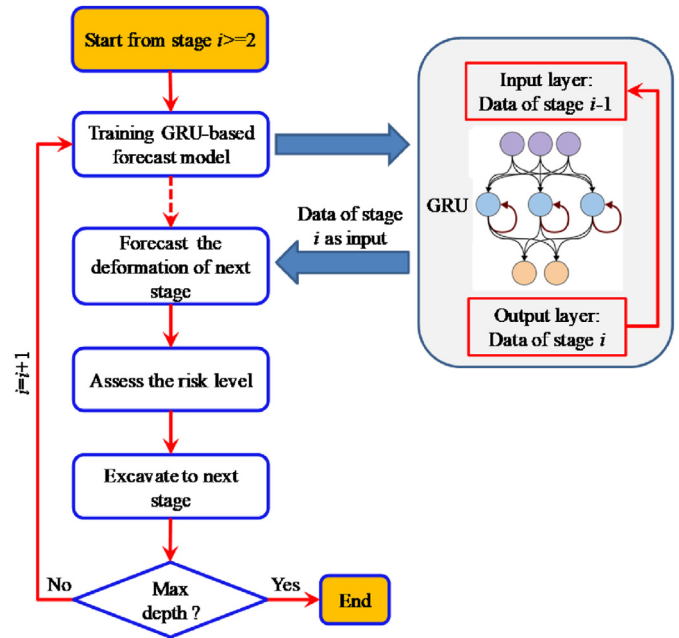 Start from stage i>=2
Training GRU-based
forecast model
Forecast the
deformation of next
stage
Assess the risk level
Excavate to next
stage
Max
depth ?
No
Yes
End
i=i+1
Data of stage
i as input
Input layer:
Data of stage i-1
GRU
Output layer:
Data of stage i